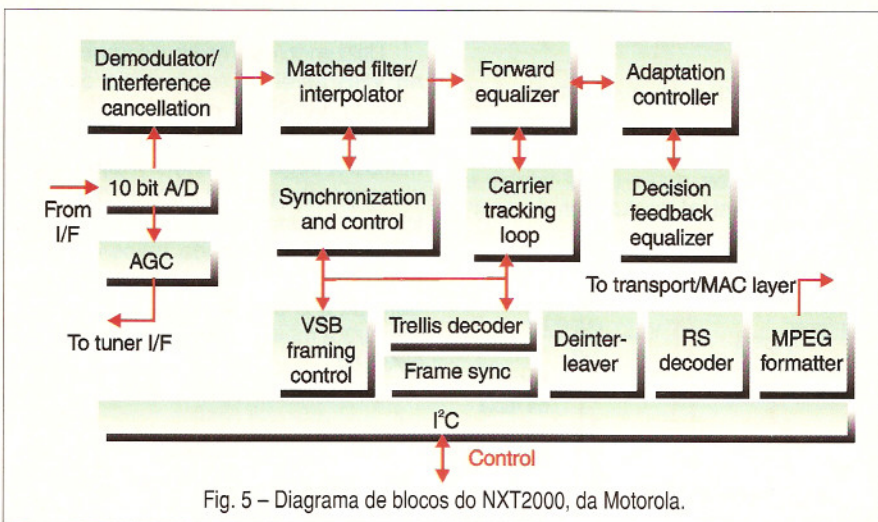 Demodulator/
interference
cancellation
Matched filter/
interpolator
Forward
equalizer
Adaptation
controller
From
I/F
10 bit A/D
AGC
To tuner I/F
Synchronization
and control
Carrier
tracking
loop
Decision
feedback
equalizer
To transport/MAC layer
VSB
framing
control
Trellis decoder
Frame sync
Deinter-
leaver
RS
decoder
MPEG
formatter
I²C
Control
Fig. 5 – Diagrama de blocos do NXT2000, da Motorola.